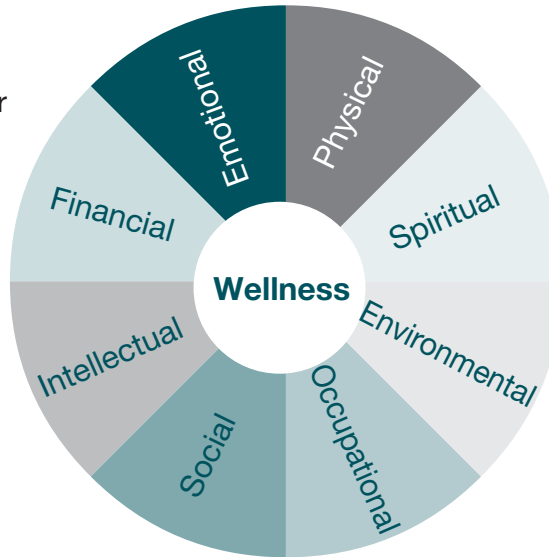 r
Emotional
Physical
Spiritual
Environmental
Occupational
Social
Intellectual
Financial
Wellness